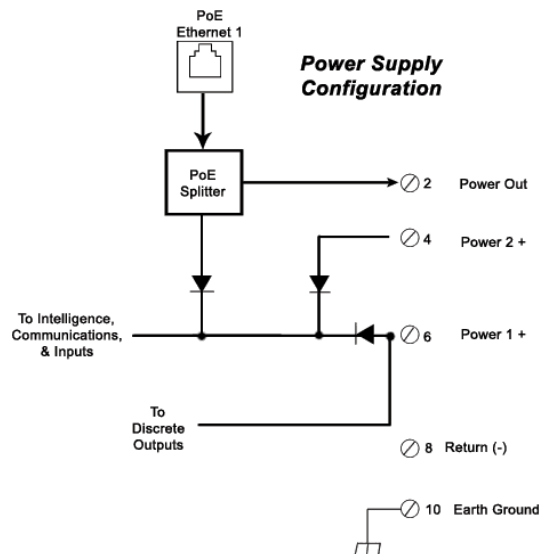 PoE
Ethernet 1
Power Supply
Configuration
PoE
Splitter
2 Power Out
4 Power 2 +
To Intelligence,
Communications,
& Inputs
6 Power 1 +
To
Discrete
Outputs
8 Return (-)
10 Earth Ground